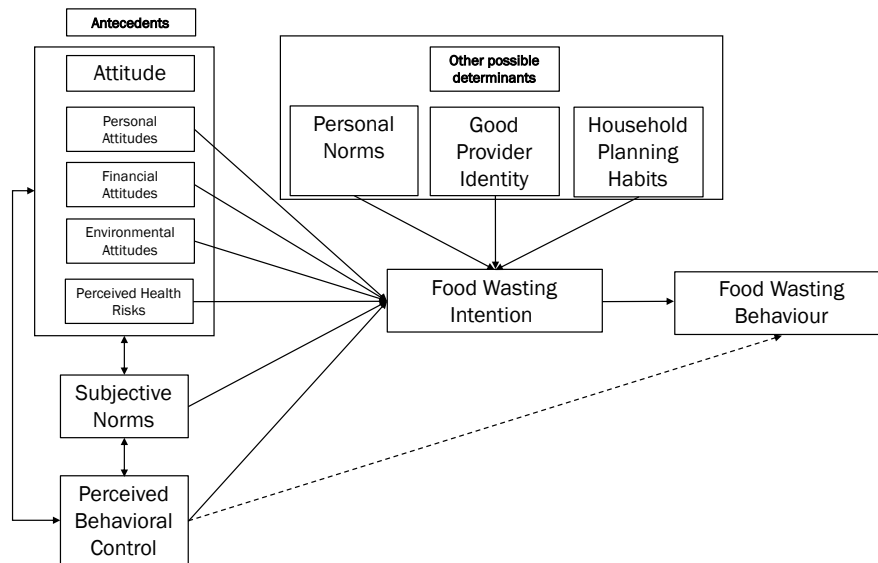 Antecedents
Attitude
Personal
Attitudes
Financial
Attitudes
Environmental
Attitudes
Perceived Health
Risks
Subjective
Norms
Perceived
Behavioral
Control
Other possible
determinants
Personal
Norms
Good
Provider
Identity
Household
Planning
Habits
Food Wasting
Intention
Food Wasting
Behaviour